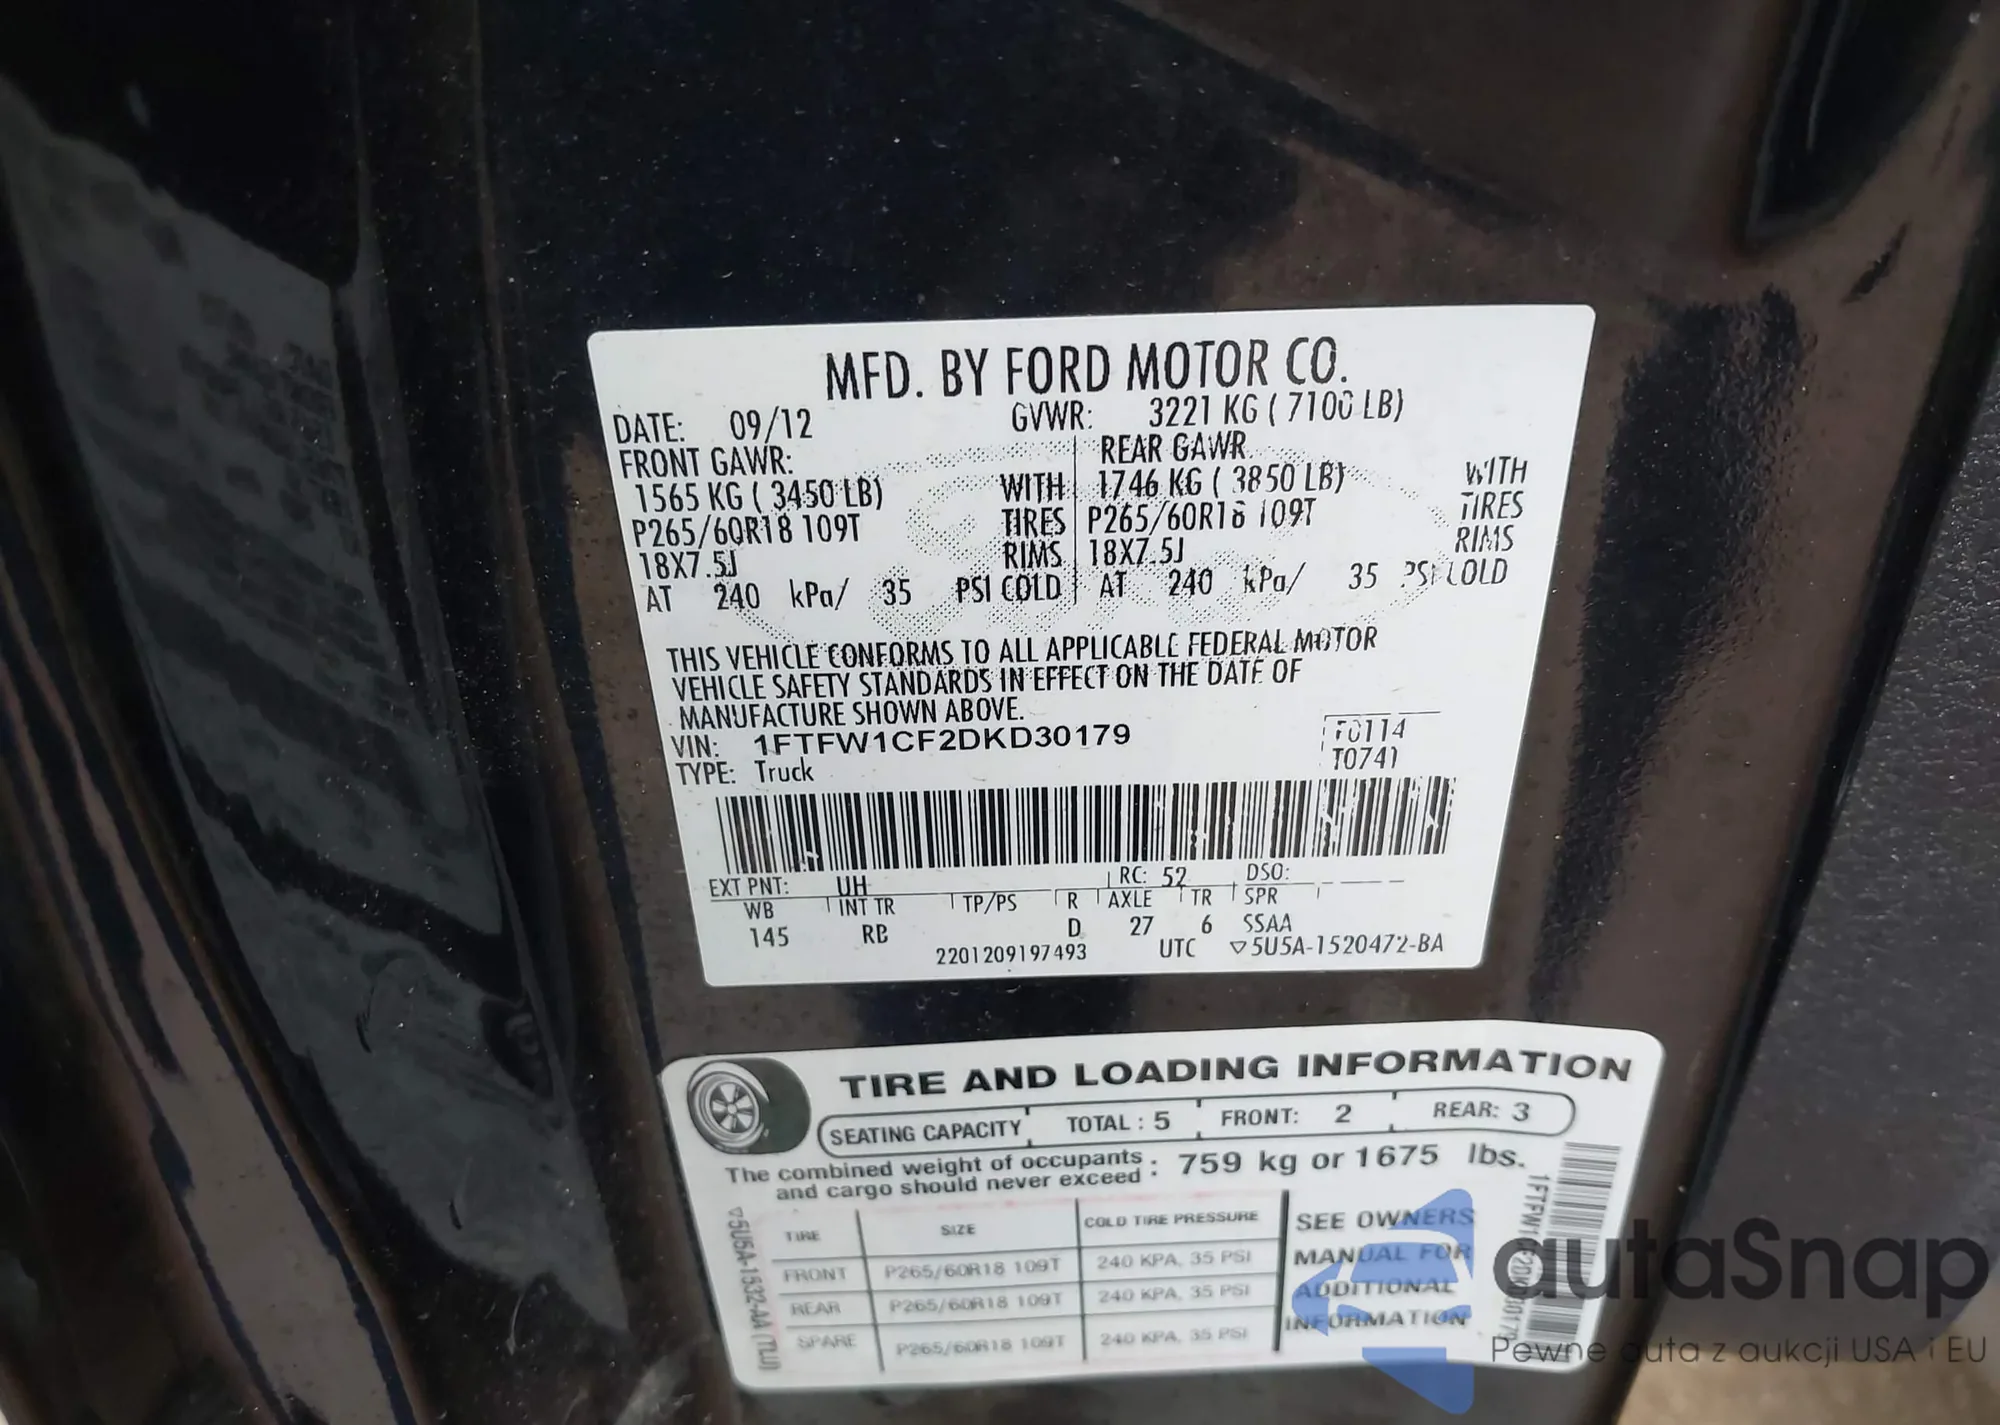 MFD. BY FORD MOTOR CO.
DATE: 09/12 GVWR: 3221 KG ( 7100 LB)
FRONT GAWR: REAR GAWR
1565 KG ( 3450 LB) WITH 1746 KG ( 3850 LB) WITH
P265/60R18 109T TIRES P265/60R18 109T TIRES
18X7.5J RIMS 18X7.5J RIMS
AT 240 kPa/ 35 PSI COLD AT 240 kPa/ 35 PSI COLD
THIS VEHICLE CONFORMS TO ALL APPLICABLE FEDERAL MOTOR
VEHICLE SAFETY STANDARDS IN EFFECT ON THE DATE OF
MANUFACTURE SHOWN ABOVE.
VIN: 1FTFW1CF2DKD30179 F0114
TYPE: Truck T0741
EXT PNT: UH RC: 52 DSO:
WB INT TR TP/PS R AXLE TR SPR
145 RB D 27 6 SSAA
2201209197493 UTC ▽5U5A-1520472-BA
TIRE AND LOADING INFORMATION
SEATING CAPACITY TOTAL : 5 FRONT: 2 REAR: 3
The combined weight of occupants
and cargo should never exceed : 759 kg or 1675 lbs.
TIRE SIZE COLD TIRE PRESSURE
FRONT P265/60R18 109T 240 KPA, 35 PSI
REAR P265/60R18 109T 240 KPA, 35 PSI
SPARE P265/60R18 109T 240 KPA, 35 PSI
SEE OWNERS
MANUAL FOR
ADDITIONAL
INFORMATION
▽5U5A-1532-AA (TLU)
1FTFW1CF2DKD30179
autaSnap
Pewne auta z aukcji USA i EU